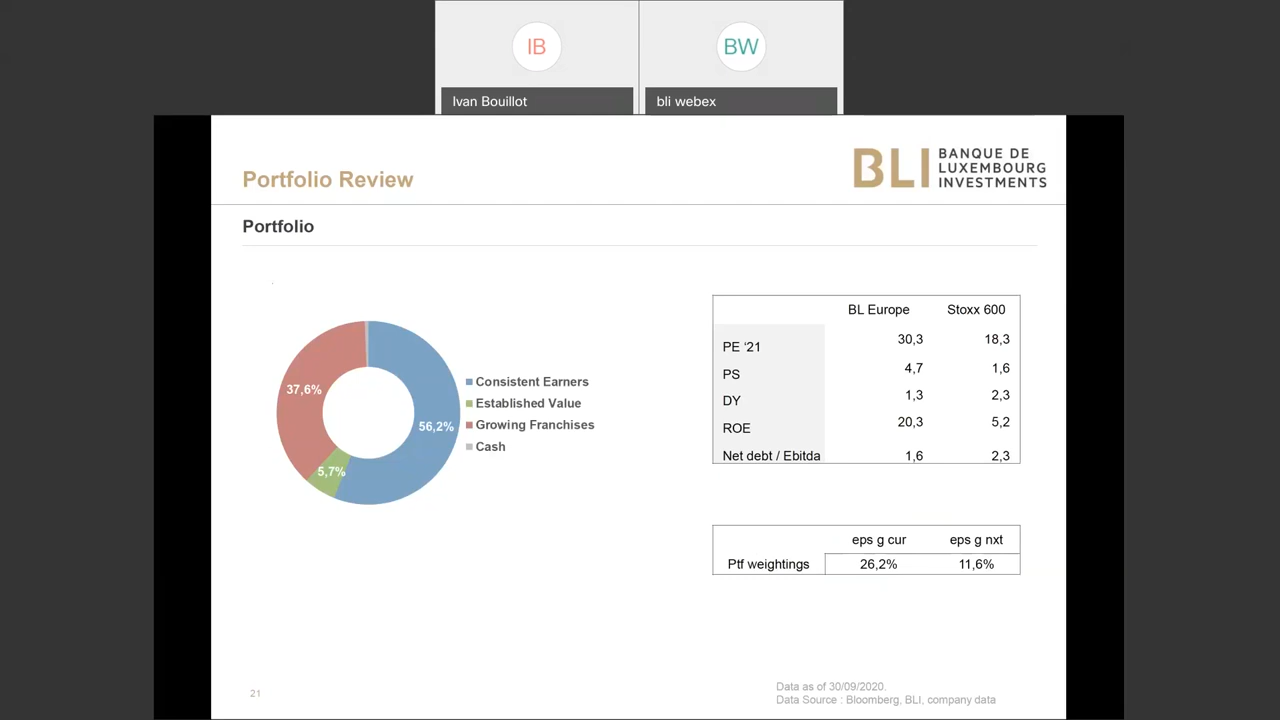 IB
BW
Ivan Bouillot
bli webex
Portfolio Review
BLI BANQUE DE
LUXEMBOURG
INVESTMENTS
Portfolio
37,6%
56,2%
5,7%
Consistent Earners
Established Value
Growing Franchises
Cash
BL Europe Stoxx 600
PE ‘21 30,3 18,3
PS 4,7 1,6
DY 1,3 2,3
ROE 20,3 5,2
Net debt / Ebitda 1,6 2,3
eps g cur eps g nxt
Ptf weightings 26,2% 11,6%
21
Data as of 30/09/2020.
Data Source : Bloomberg, BLI, company data